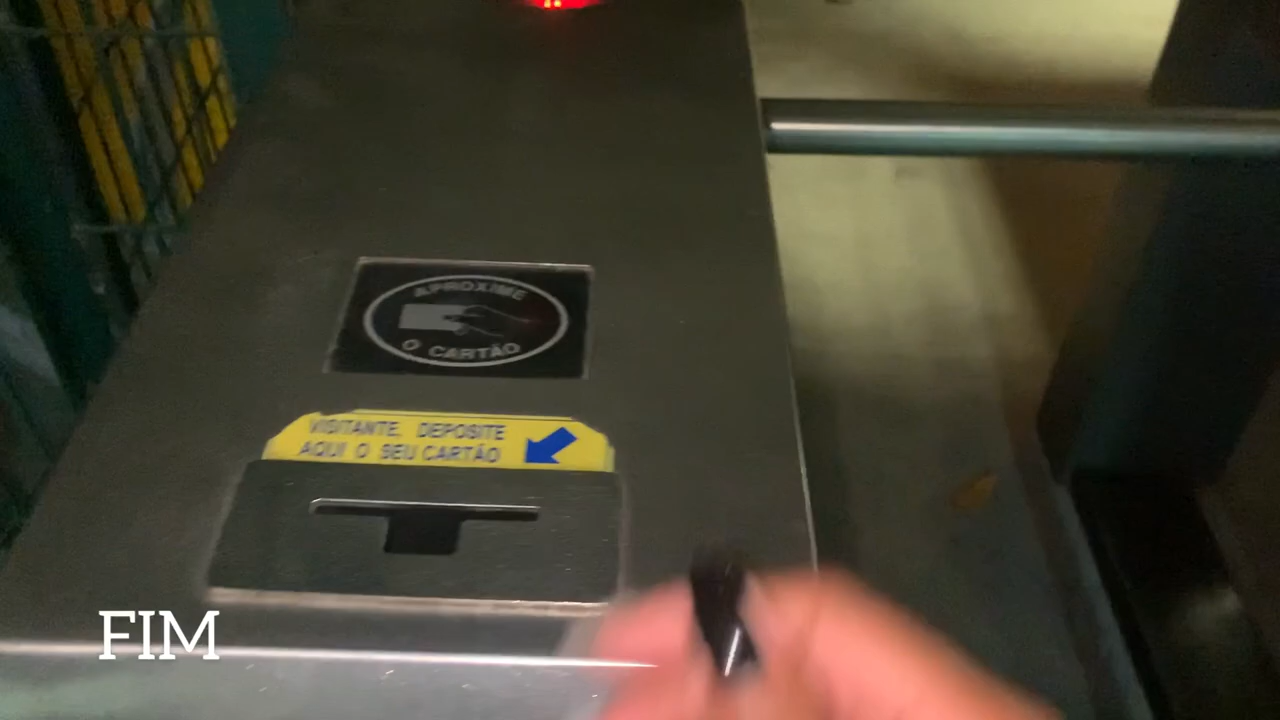 APROXIME
O CARTÃO
VISITANTE, DEPOSITE
AQUI O SEU CARTÃO
FIM